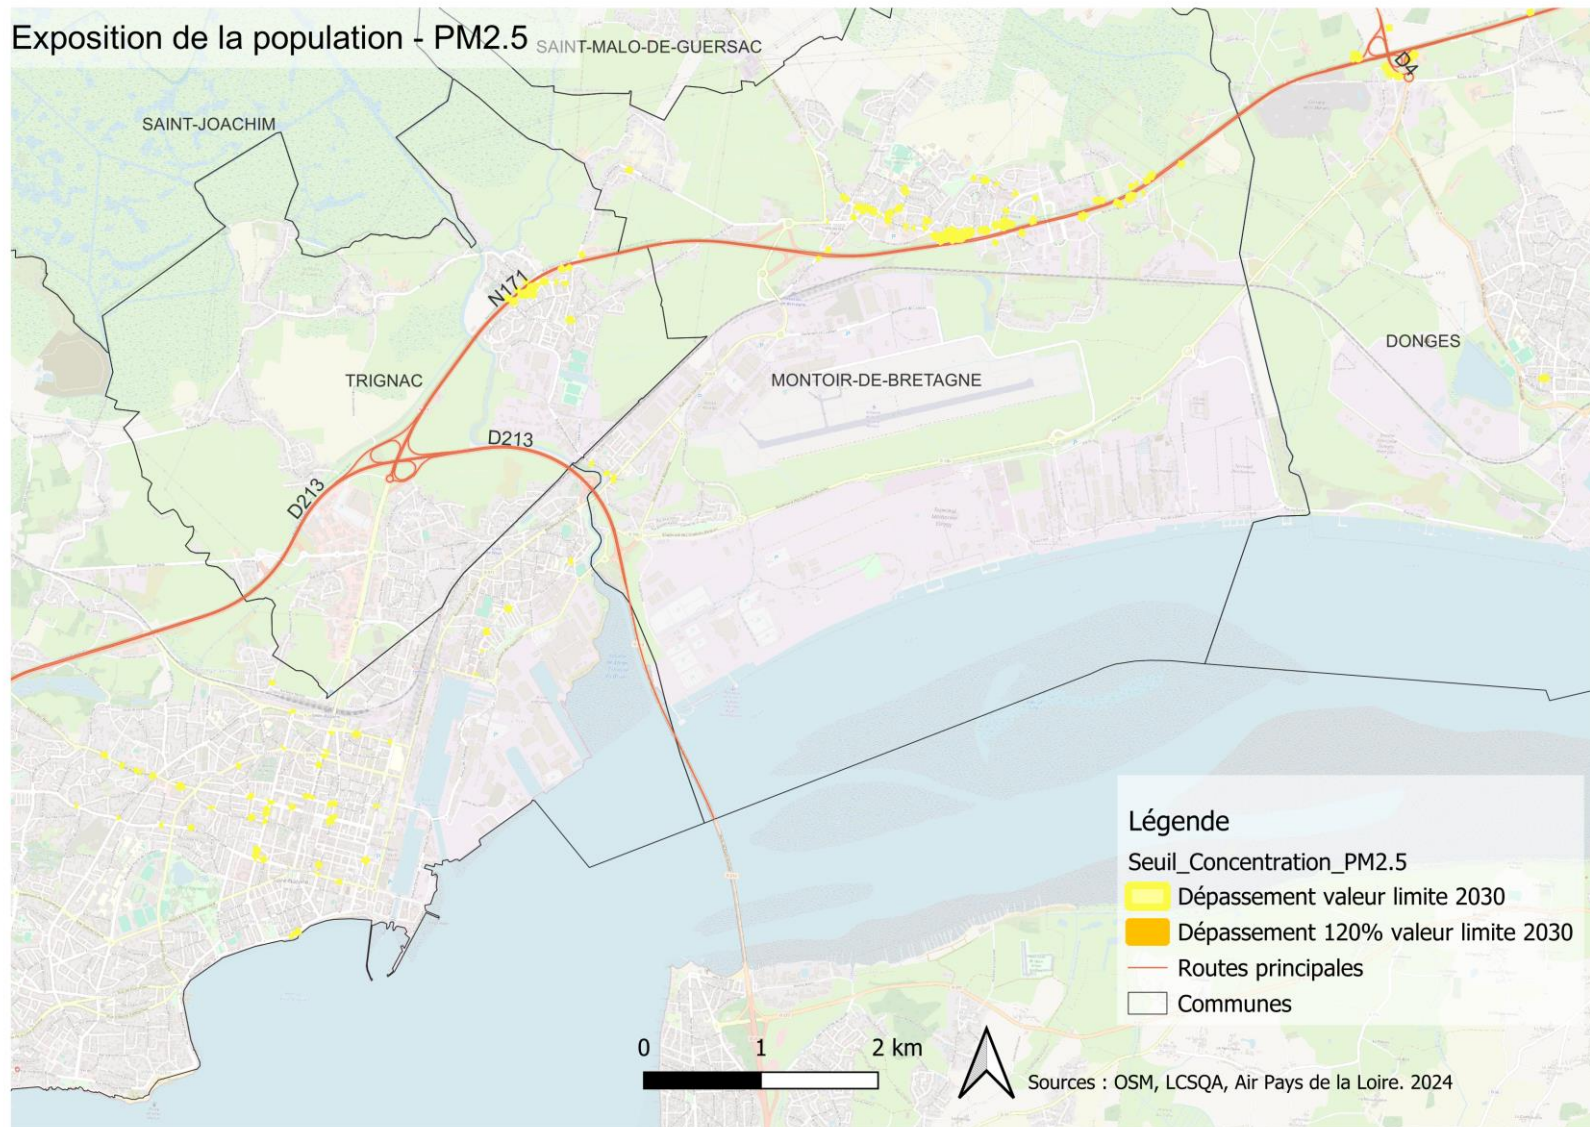 Exposition de la population - PM2.5
SAINT-MALO-DE-GUERSAC
D4
SAINT-JOACHIM
N171
DONGES
TRIGNAC
MONTOIR-DE-BRETAGNE
D213
D213
Légende
Seuil_Concentration_PM2.5
Dépassement valeur limite 2030
Dépassement 120% valeur limite 2030
Routes principales
Communes
0 1 2 km
Sources : OSM, LCSQA, Air Pays de la Loire. 2024